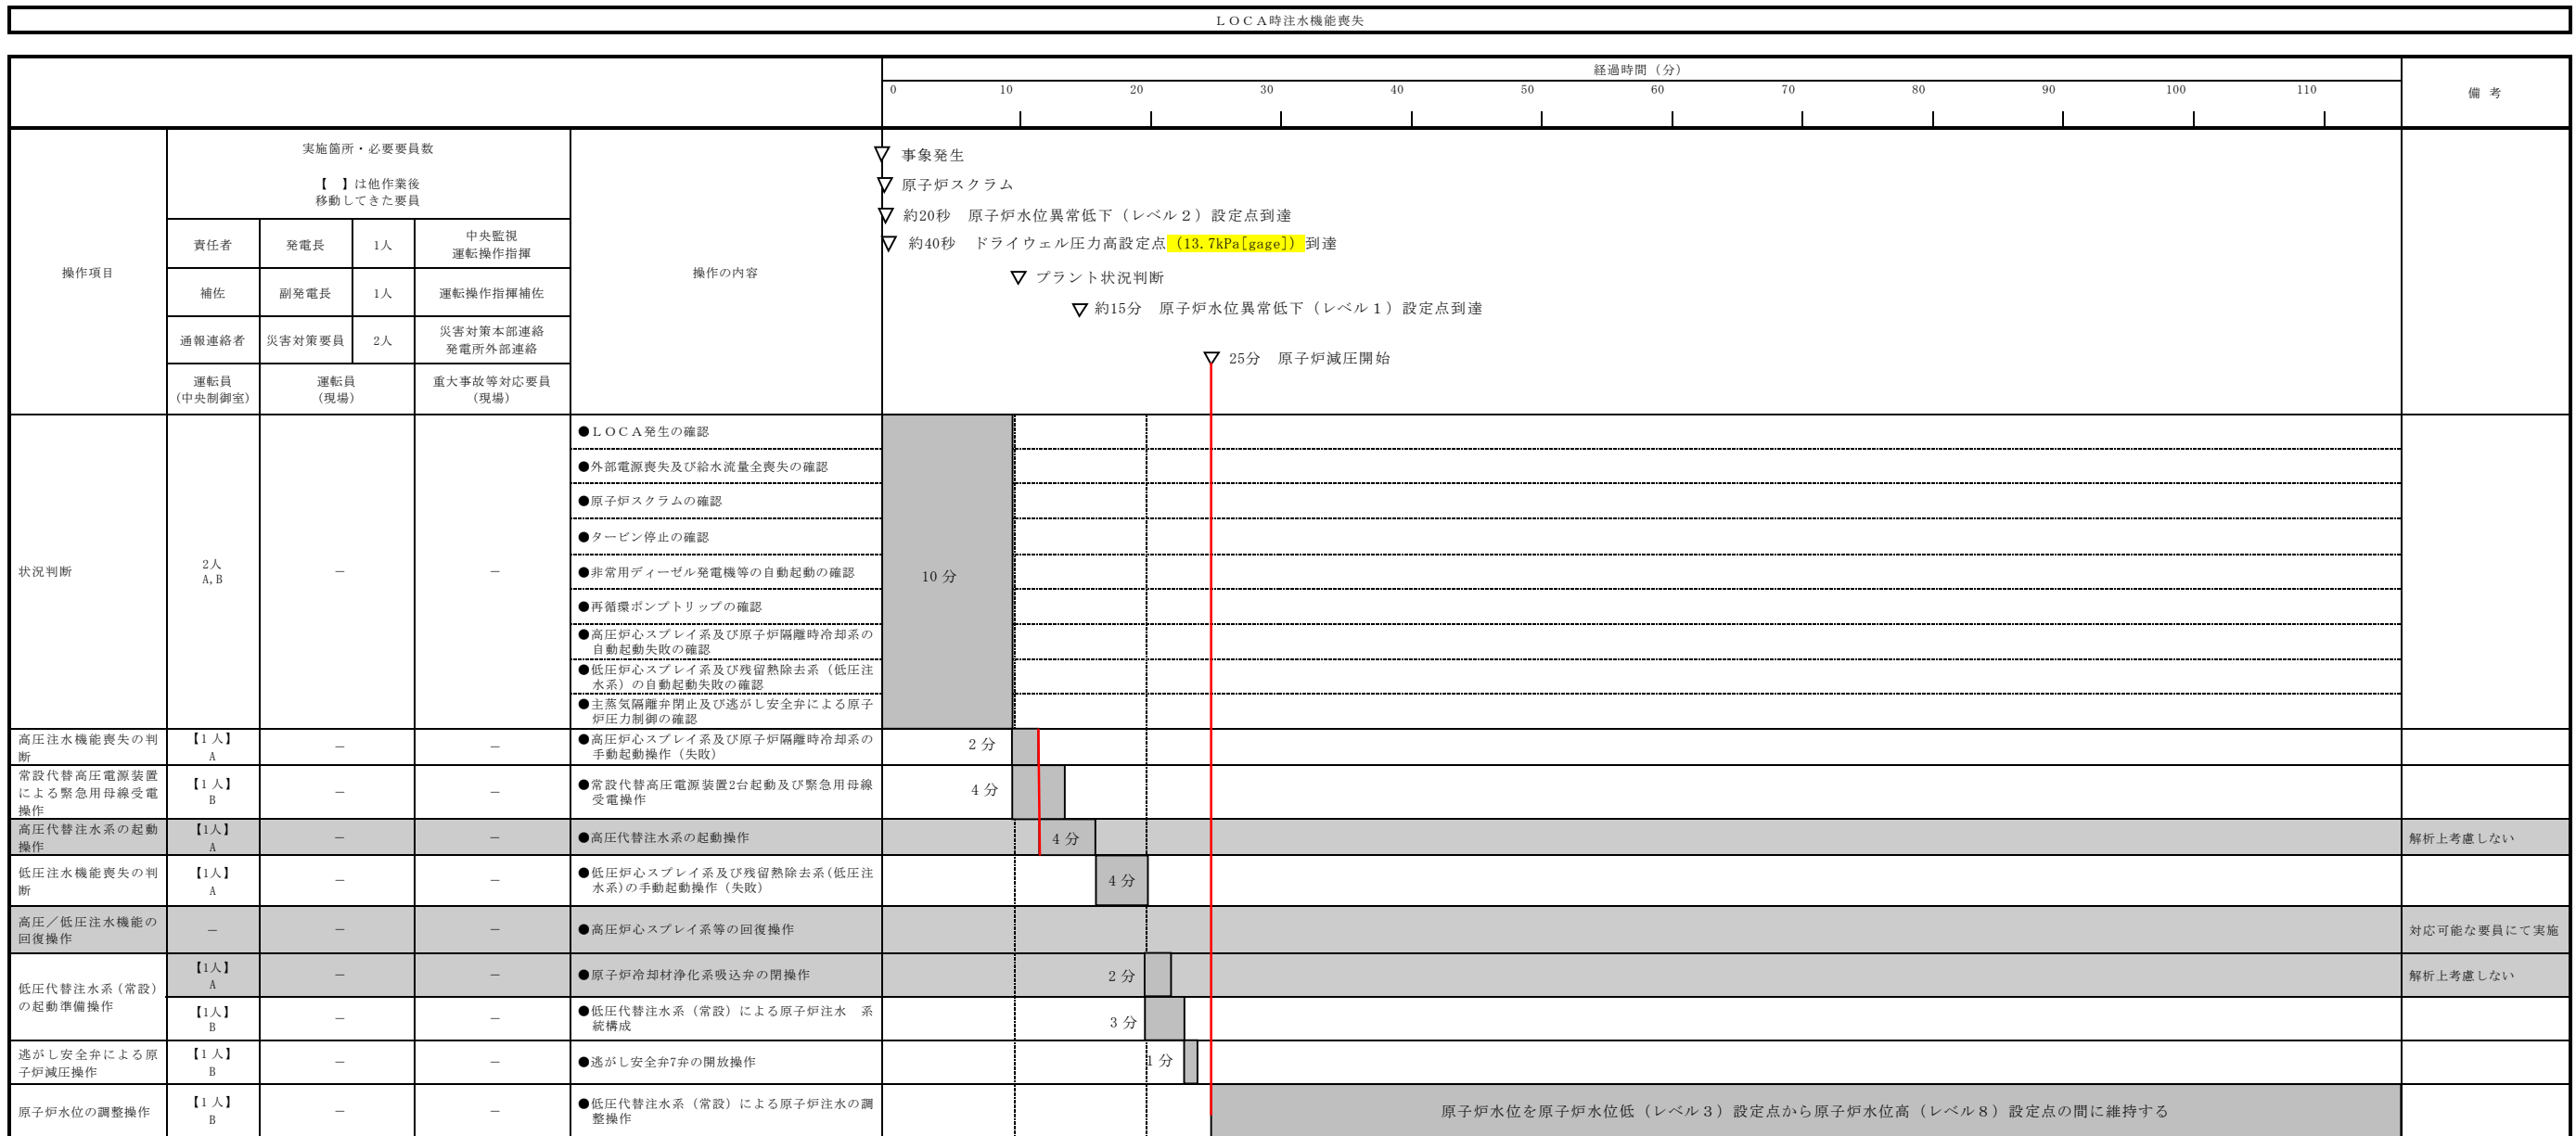 ＬＯＣＡ時注水機能喪失
経過時間（分）
備 考
0 10 20 30 40 50 60 70 80 90 100 110
操作項目
実施箇所・必要要員数
【　】は他作業後
移動してきた要員
責任者 発電長 1人 中央監視
運転操作指揮
補佐 副発電長 1人 運転操作指揮補佐
通報連絡者 災害対策要員 2人 災害対策本部連絡
発電所外部連絡
運転員
（中央制御室）
運転員
（現場）
重大事故等対応要員
（現場）
操作の内容
事象発生
原子炉スクラム
約20秒　原子炉水位異常低下（レベル２）設定点到達
約40秒　ドライウェル圧力高設定点（13.7kPa[gage]）到達
プラント状況判断
約15分　原子炉水位異常低下（レベル１）設定点到達
25分　原子炉減圧開始
状況判断
2人
A,B
－
－
●ＬＯＣＡ発生の確認
●外部電源喪失及び給水流量全喪失の確認
●原子炉スクラムの確認
●タービン停止の確認
●非常用ディーゼル発電機等の自動起動の確認
●再循環ポンプトリップの確認
●高圧炉心スプレイ系及び原子炉隔離時冷却系の
自動起動失敗の確認
●低圧炉心スプレイ系及び残留熱除去系（低圧注
水系）の自動起動失敗の確認
●主蒸気隔離弁閉止及び逃がし安全弁による原子
炉圧力制御の確認
10 分
高圧注水機能喪失の判
断
【1 人】
A
－
－
●高圧炉心スプレイ系及び原子炉隔離時冷却系の
手動起動操作（失敗）
2 分
常設代替高圧電源装置
による緊急用母線受電
操作
【1 人】
B
－
－
●常設代替高圧電源装置2台起動及び緊急用母線
受電操作
4 分
高圧代替注水系の起動
操作
【1人】
A
－
－
●高圧代替注水系の起動操作
4 分
解析上考慮しない
低圧注水機能喪失の判
断
【1人】
A
－
－
●低圧炉心スプレイ系及び残留熱除去系(低圧注
水系)の手動起動操作（失敗）
4 分
高圧／低圧注水機能の
回復操作
－
－
－
●高圧炉心スプレイ系等の回復操作
対応可能な要員にて実施
低圧代替注水系（常設）
の起動準備操作
【1人】
A
－
－
●原子炉冷却材浄化系吸込弁の閉操作
2 分
解析上考慮しない
【1人】
B
－
－
●低圧代替注水系（常設）による原子炉注水　系
統構成
3 分
逃がし安全弁による原
子炉減圧操作
【1 人】
B
－
－
●逃がし安全弁7弁の開放操作
1 分
原子炉水位の調整操作
【1 人】
B
－
－
●低圧代替注水系（常設）による原子炉注水の調
整操作
原子炉水位を原子炉水位低（レベル３）設定点から原子炉水位高（レベル８）設定点の間に維持する